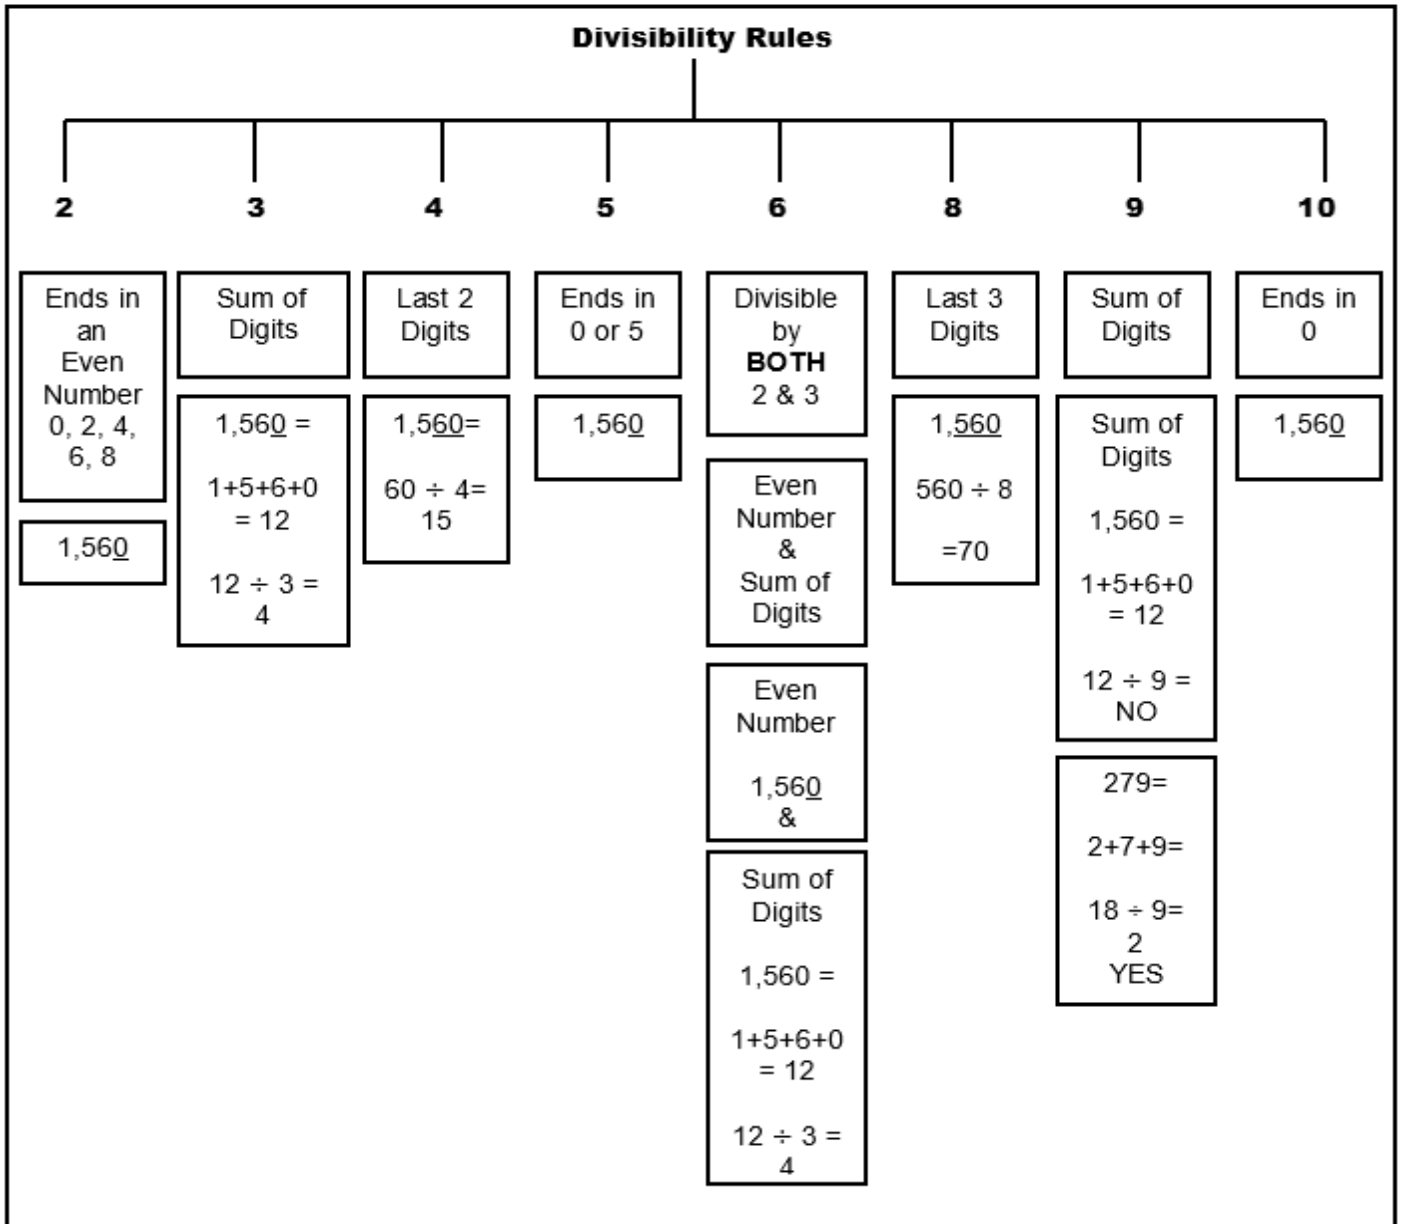 Divisibility Rules
2
3
4
5
6
8
9
10
Ends in
an
Even
Number
0, 2, 4,
6, 8
1,560
Sum of
Digits
1,560 =
1+5+6+0
= 12
12 ÷ 3 =
4
Last 2
Digits
1,560=
60 ÷ 4=
15
Ends in
0 or 5
1,560
Divisible
by
BOTH
2 & 3
Even
Number
&
Sum of
Digits
Even
Number
1,560
&
Sum of
Digits
1,560 =
1+5+6+0
= 12
12 ÷ 3 =
4
Last 3
Digits
1,560
560 ÷ 8
=70
Sum of
Digits
Sum of
Digits
1,560 =
1+5+6+0
= 12
12 ÷ 9 =
NO
279=
2+7+9=
18 ÷ 9=
2
YES
Ends in
0
1,560